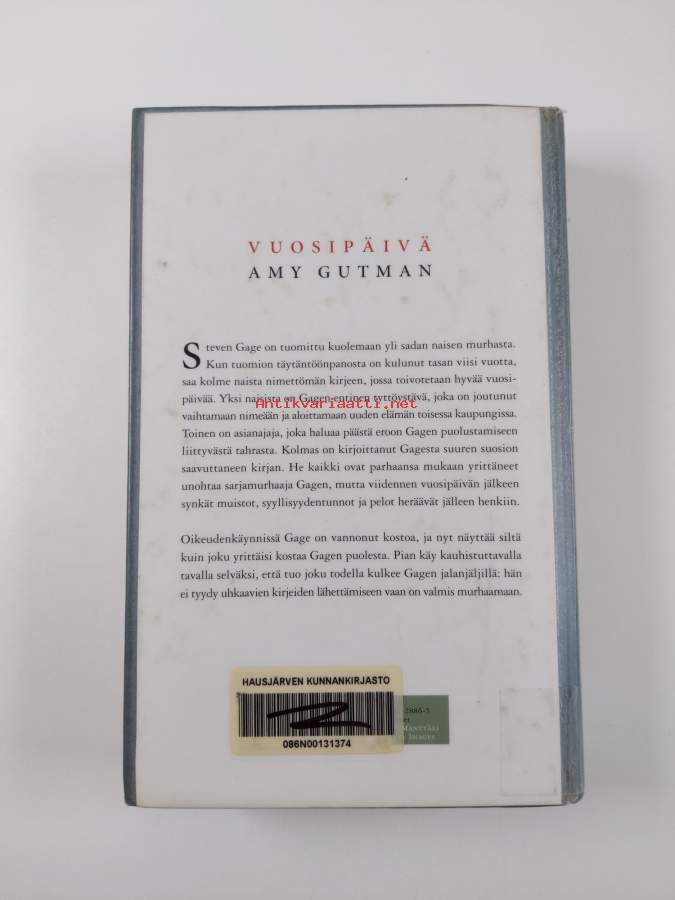 VUOSIPÄIVÄ
AMY GUTMAN
Steven Gage on tuomittu kuolemaan yli sadan naisen murhasta.
Kun tuomion täytäntöönpanosta on kulunut tasan viisi vuotta,
saa kolme naista nimettömän kirjeen, jossa toivotetaan hyvää vuosi-
päivää. Yksi naisista on Gagen entinen tyttöystävä, joka on joutunut
Antikvariaatti.net
vaihtamaan nimeään ja aloittamaan uuden elämän toisessa kaupungissa.
Toinen on asianajaja, joka haluaa päästä eroon Gagen puolustamiseen
liittyvästä tahrasta. Kolmas on kirjoittanut Gagesta suuren suosion
saavuttaneen kirjan. He kaikki ovat parhaansa mukaan yrittäneet
unohtaa sarjamurhaaja Gagen, mutta viidennen vuosipäivän jälkeen
synkät muistot, syyllisyydentunnot ja pelot heräävät jälleen henkiin.
Oikeudenkäynnissä Gage on vannonut kostoa, ja nyt näyttää siltä
kuin joku yrittäisi kostaa Gagen puolesta. Pian käy kauhistuttavalla
tavalla selväksi, että tuo joku todella kulkee Gagen jalanjäljillä: hän
ei tyydy uhkaavien kirjeiden lähettämiseen vaan on valmis murhaamaan.
HAUSJÄRVEN KUNNANKIRJASTO
086N00131374
-2886-5
MÄNTTÄRI
IMAGES